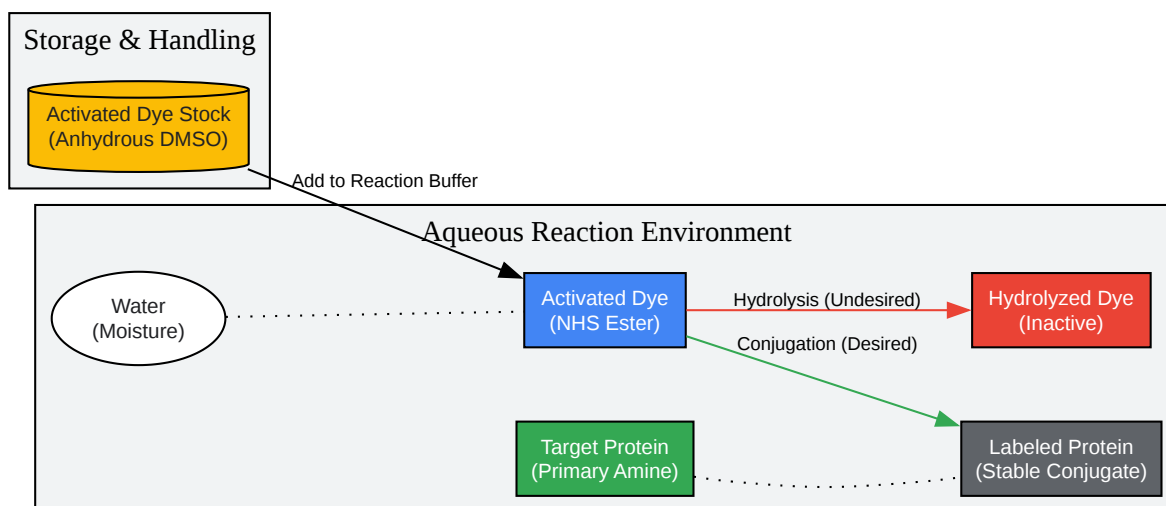 Storage & Handling
Activated Dye Stock
(Anhydrous DMSO)
Add to Reaction Buffer
Aqueous Reaction Environment
Water
(Moisture)
Activated Dye
(NHS Ester)
Hydrolysis (Undesired)
Hydrolyzed Dye
(Inactive)
Conjugation (Desired)
Target Protein
(Primary Amine)
Labeled Protein
(Stable Conjugate)